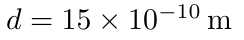 d = 15 × 10⁻¹⁰ m